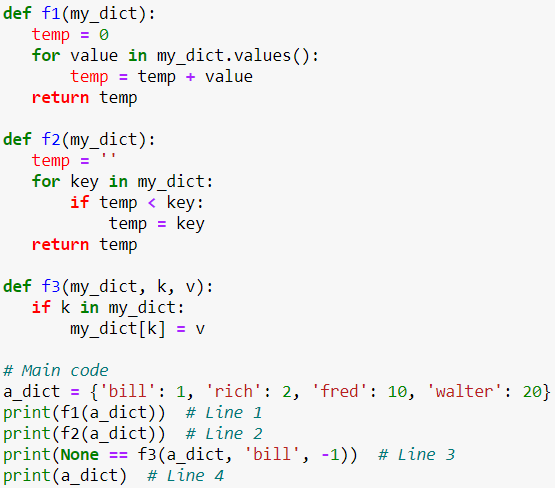 def f1(my_dict):
    temp = 0
    for value in my_dict.values():
        temp = temp + value
    return temp

def f2(my_dict):
    temp = ''
    for key in my_dict:
        if temp < key:
            temp = key
    return temp

def f3(my_dict, k, v):
    if k in my_dict:
        my_dict[k] = v

# Main code
a_dict = {'bill': 1, 'rich': 2, 'fred': 10, 'walter': 20}
print(f1(a_dict))  # Line 1
print(f2(a_dict))  # Line 2
print(None == f3(a_dict, 'bill', -1))  # Line 3
print(a_dict)  # Line 4